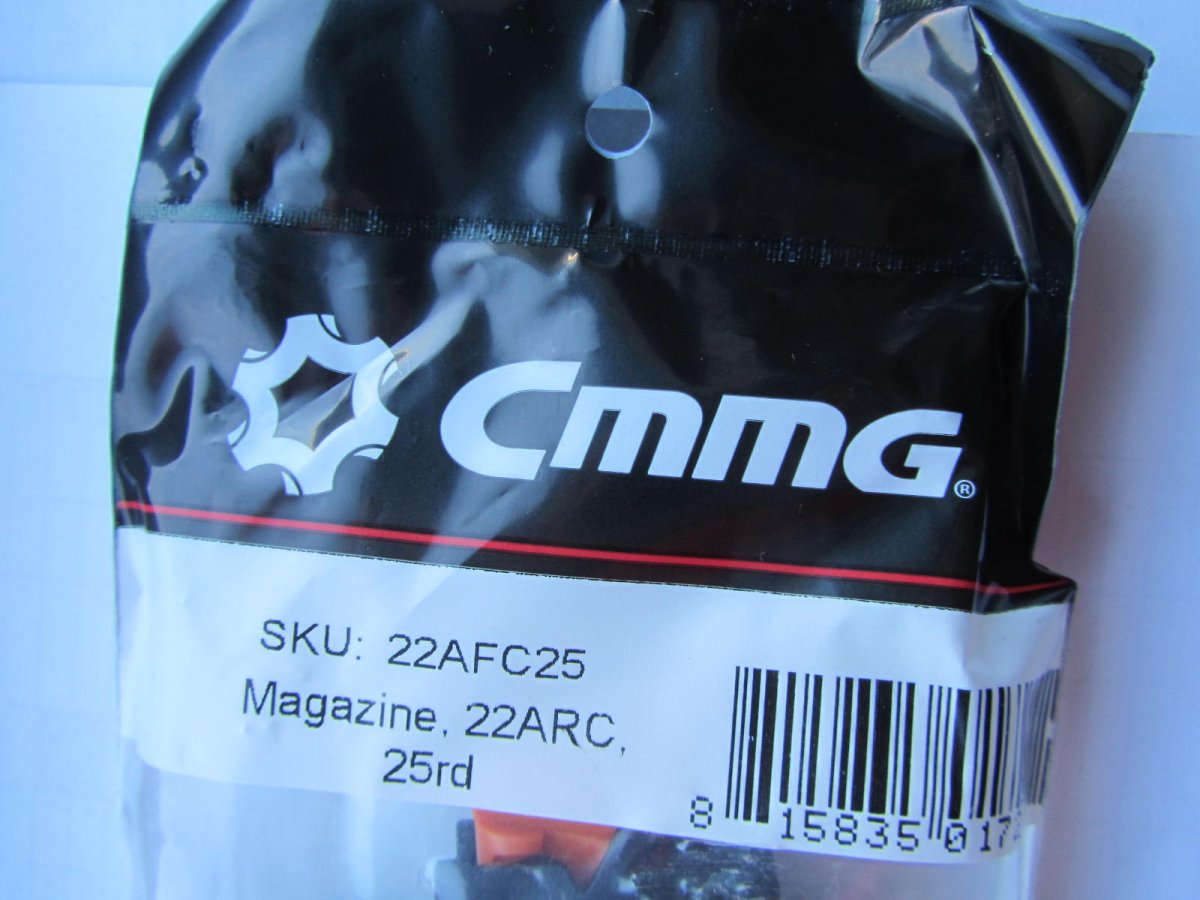 CMMG®
SKU: 22AFC25
Magazine, 22ARC,
25rd
8 15835 017